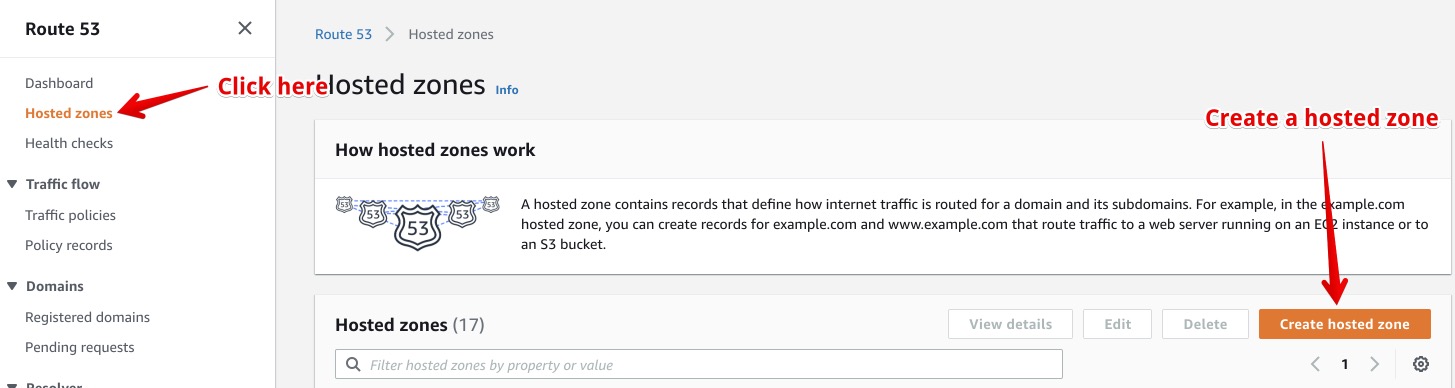 Route 53
Dashboard
Hosted zones
Health checks
Traffic flow
Traffic policies
Policy records
Domains
Registered domains
Pending requests
Resolver
Click here
Route 53 > Hosted zones
Hosted zones Info
Create a hosted zone
How hosted zones work
53 53 53 53 53
A hosted zone contains records that define how internet traffic is routed for a domain and its subdomains. For example, in the example.com
hosted zone, you can create records for example.com and www.example.com that route traffic to a web server running on an EC2 instance or to
an S3 bucket.
Hosted zones (17)
View details
Edit
Delete
Create hosted zone
Filter hosted zones by property or value
1